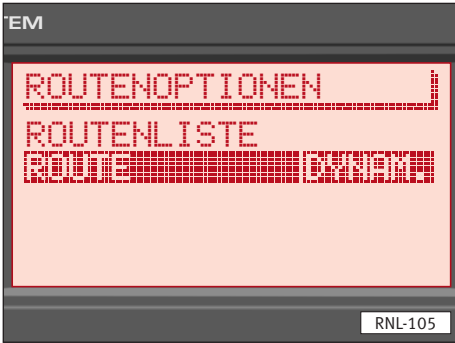 TEM
ROUTENOPTIONEN
ROUTENLISTE
ROUTE DYNAM.
RNL-105